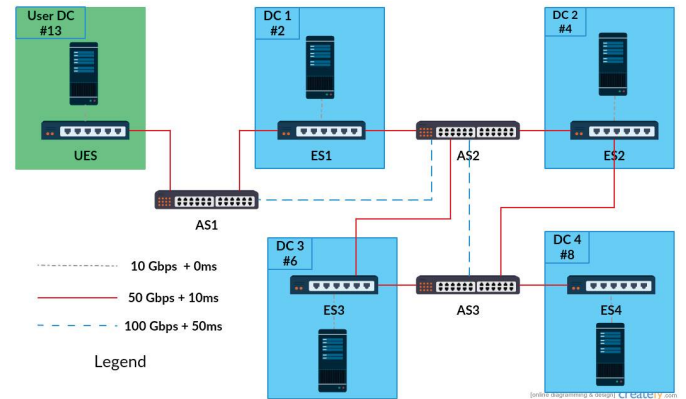 User DC
#13
DC 1
#2
DC 2
#4
UES
ES1
AS2
ES2
AS1
DC 3
#6
DC 4
#8
10 Gbps + 0ms
50 Gbps + 10ms
100 Gbps + 50ms
Legend
ES3
AS3
ES4
[online diagramming & design] creately.com